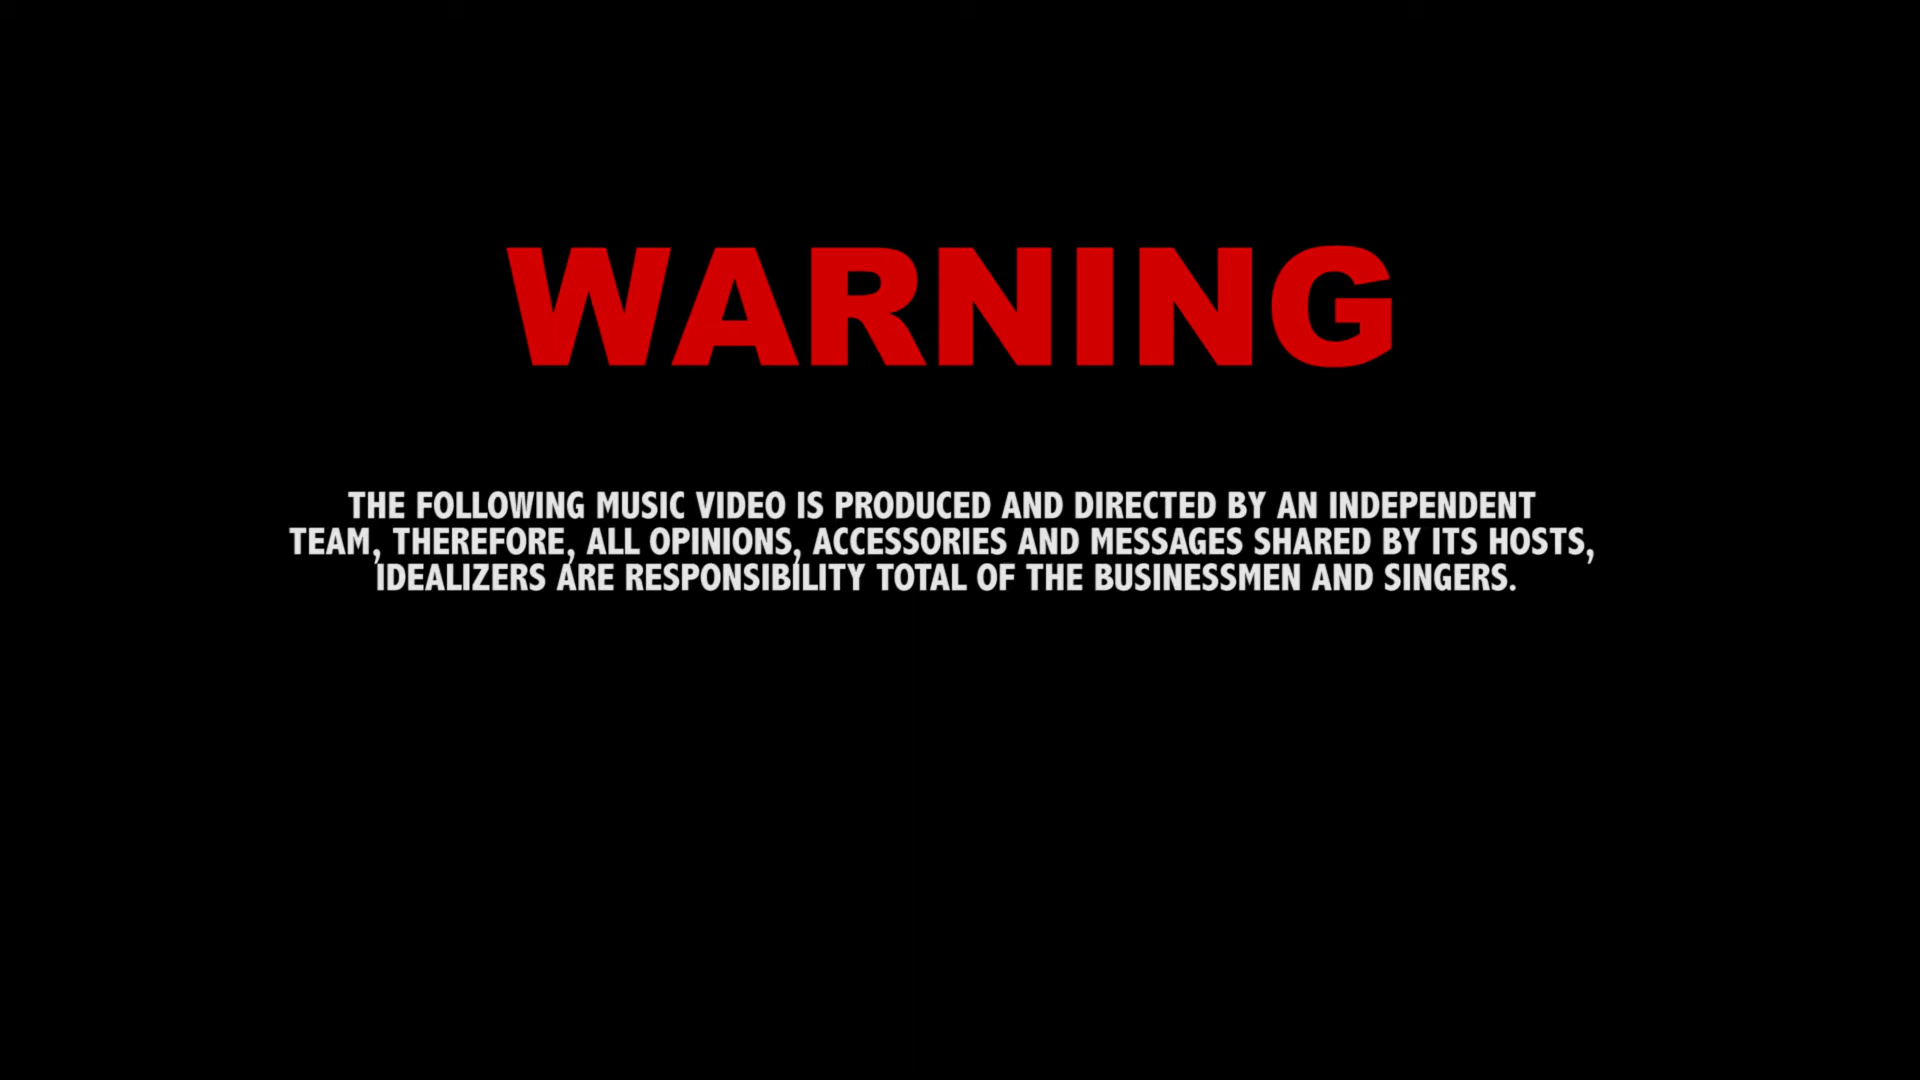 WARNING
THE FOLLOWING MUSIC VIDEO IS PRODUCED AND DIRECTED BY AN INDEPENDENT
TEAM, THEREFORE, ALL OPINIONS, ACCESSORIES AND MESSAGES SHARED BY ITS HOSTS,
IDEALIZERS ARE RESPONSIBILITY TOTAL OF THE BUSINESSMEN AND SINGERS.